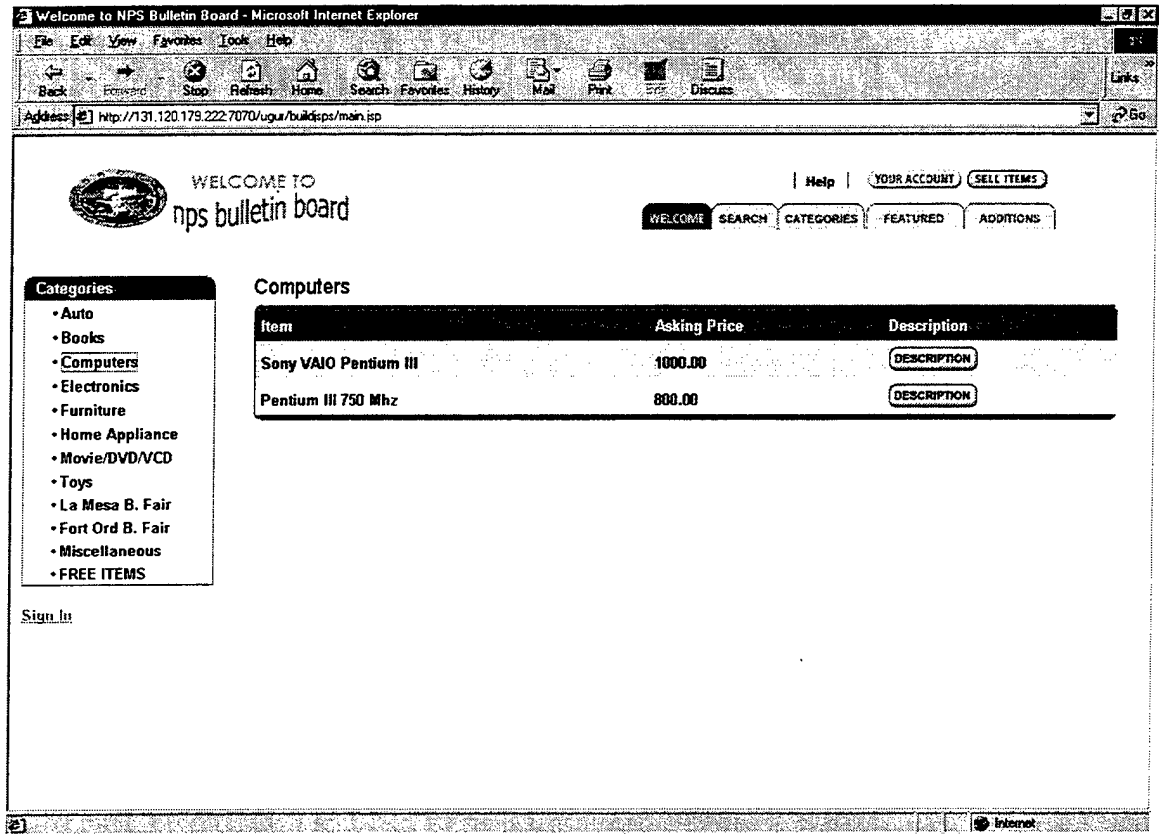 Welcome to NPS Bulletin Board - Microsoft Internet Explorer
File Edit View Favorites Tools Help
Back Forward Stop Refresh Home Search Favorites History Mail Print Edit Discuss Links »
Address http://131.120.179.222:7070/ugur/buildjsps/main.jsp Go
WELCOME TO
nps bulletin board
| Help | YOUR ACCOUNT SELL ITEMS
WELCOME SEARCH CATEGORIES FEATURED ADDITIONS
Categories
• Auto
• Books
• Computers
• Electronics
• Furniture
• Home Appliance
• Movie/DVD/VCD
• Toys
• La Mesa B. Fair
• Fort Ord B. Fair
• Miscellaneous
• FREE ITEMS
Sign In
Computers
Item Asking Price Description
Sony VAIO Pentium III 1000.00 DESCRIPTION
Pentium III 750 Mhz 800.00 DESCRIPTION
Internet